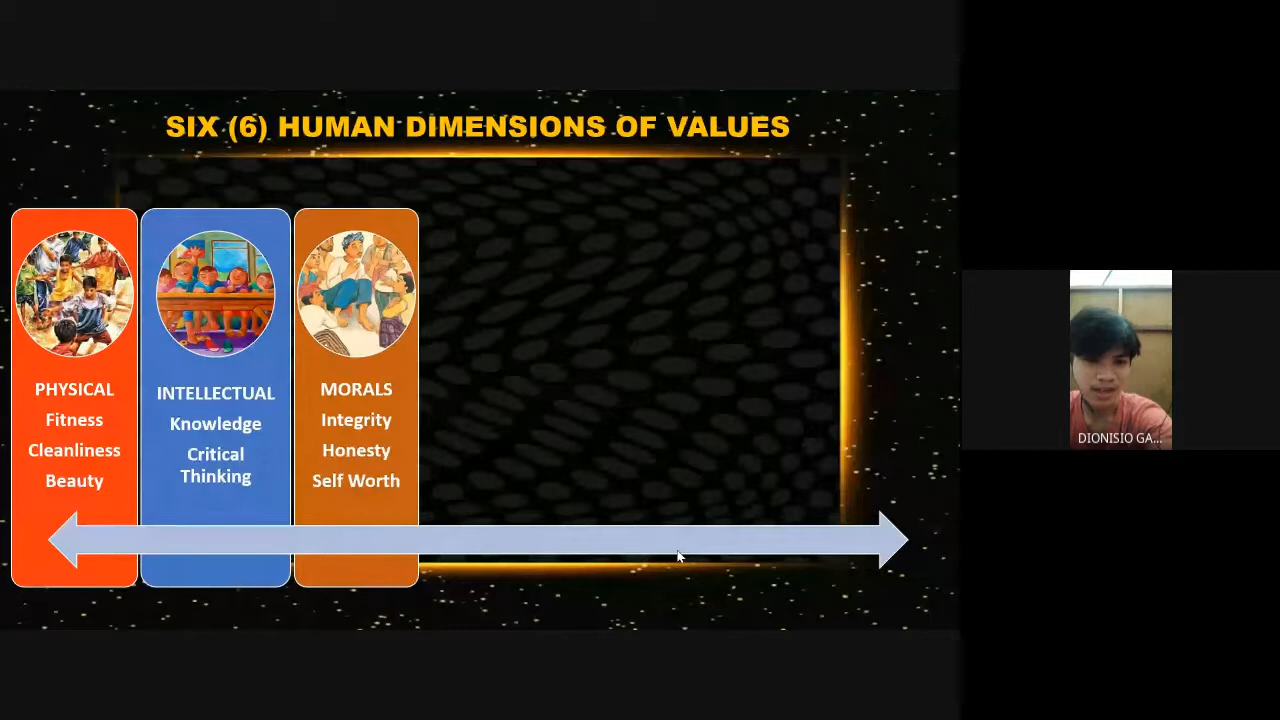 SIX (6) HUMAN DIMENSIONS OF VALUES
PHYSICAL
Fitness
Cleanliness
Beauty
INTELLECTUAL
Knowledge
Critical
Thinking
MORALS
Integrity
Honesty
Self Worth
DIONISIO GA...